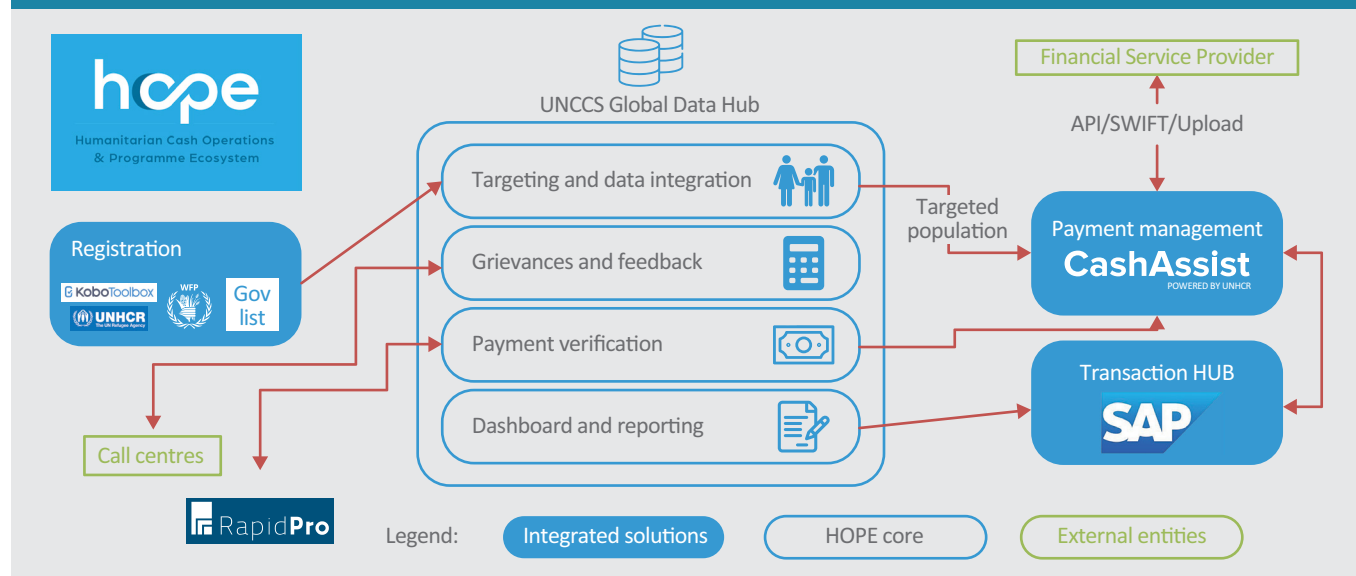 hope
Humanitarian Cash Operations
& Programme Ecosystem
UNCCS Global Data Hub
Financial Service Provider
API/SWIFT/Upload
Registration
KoboToolbox
UNHCR
The UN Refugee Agency
WFP
Gov
list
Targeting and data integration
Grievances and feedback
Payment verification
Dashboard and reporting
Targeted
population
Payment management
CashAssist
POWERED BY UNHCR
Transaction HUB
SAP
Call centres
RapidPro
Legend:
Integrated solutions
HOPE core
External entities